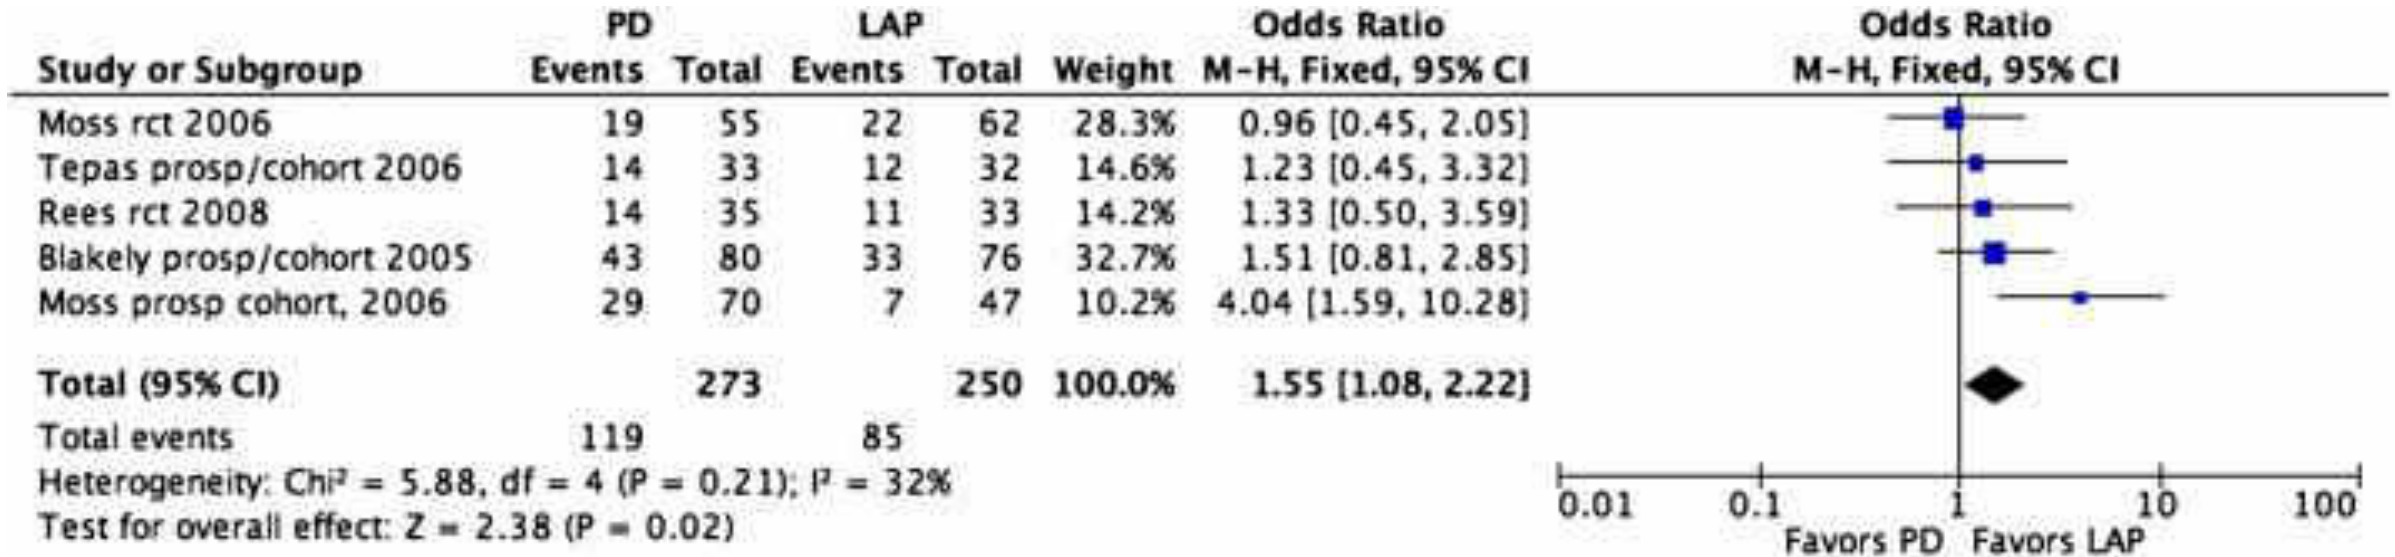 PD LAP Odds Ratio Odds Ratio
Study or Subgroup Events Total Events Total Weight M-H, Fixed, 95% CI M-H, Fixed, 95% CI
Moss rct 2006 19 55 22 62 28.3% 0.96 [0.45, 2.05]
Tepas prosp/cohort 2006 14 33 12 32 14.6% 1.23 [0.45, 3.32]
Rees rct 2008 14 35 11 33 14.2% 1.33 [0.50, 3.59]
Blakely prosp/cohort 2005 43 80 33 76 32.7% 1.51 [0.81, 2.85]
Moss prosp cohort, 2006 29 70 7 47 10.2% 4.04 [1.59, 10.28]
Total (95% CI) 273 250 100.0% 1.55 [1.08, 2.22]
Total events 119 85
Heterogeneity: Chi² = 5.88, df = 4 (P = 0.21); I² = 32%
Test for overall effect: Z = 2.38 (P = 0.02)
0.01 0.1 1 10 100
Favors PD Favors LAP